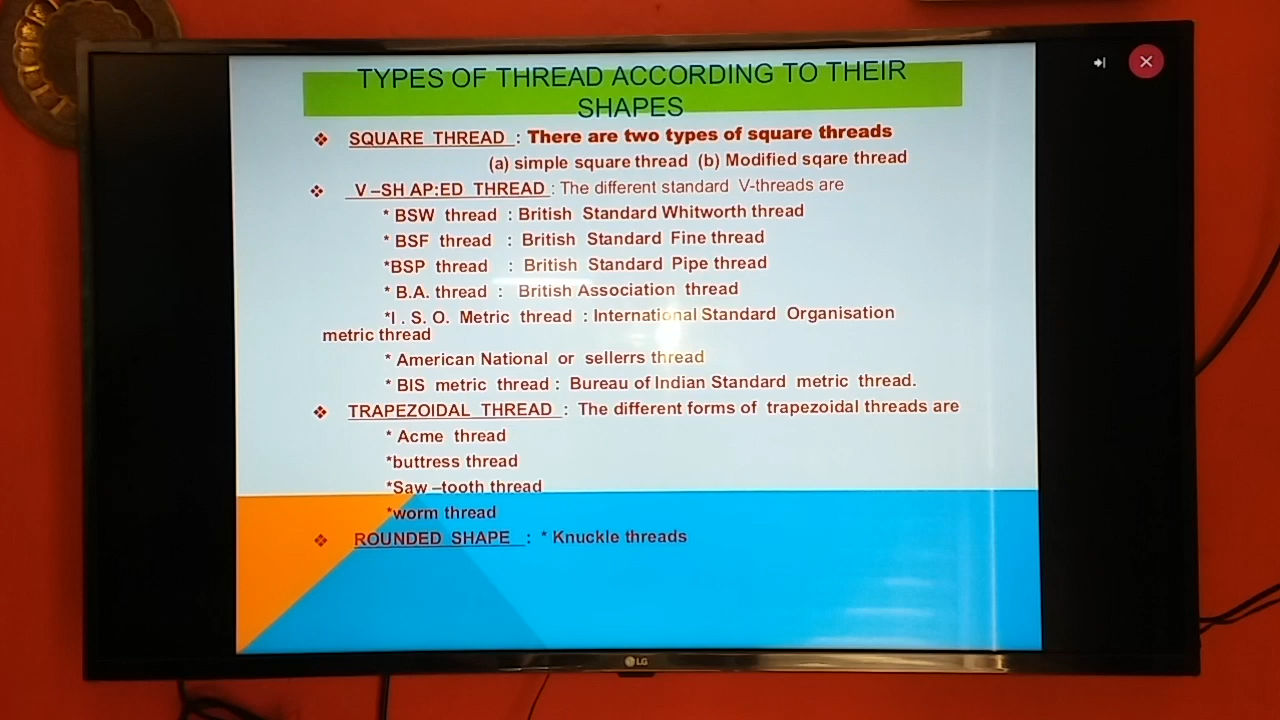 TYPES OF THREAD ACCORDING TO THEIR
SHAPES
❖ SQUARE THREAD : There are two types of square threads
(a) simple square thread (b) Modified sqare thread
❖ V –SH AP:ED THREAD : The different standard V-threads are
* BSW thread : British Standard Whitworth thread
* BSF thread : British Standard Fine thread
*BSP thread : British Standard Pipe thread
* B.A. thread : British Association thread
*I . S. O. Metric thread : International Standard Organisation
metric thread
* American National or sellerrs thread
* BIS metric thread : Bureau of Indian Standard metric thread.
❖ TRAPEZOIDAL THREAD : The different forms of trapezoidal threads are
* Acme thread
*buttress thread
*Saw –tooth thread
*worm thread
❖ ROUNDED SHAPE : * Knuckle threads
LG